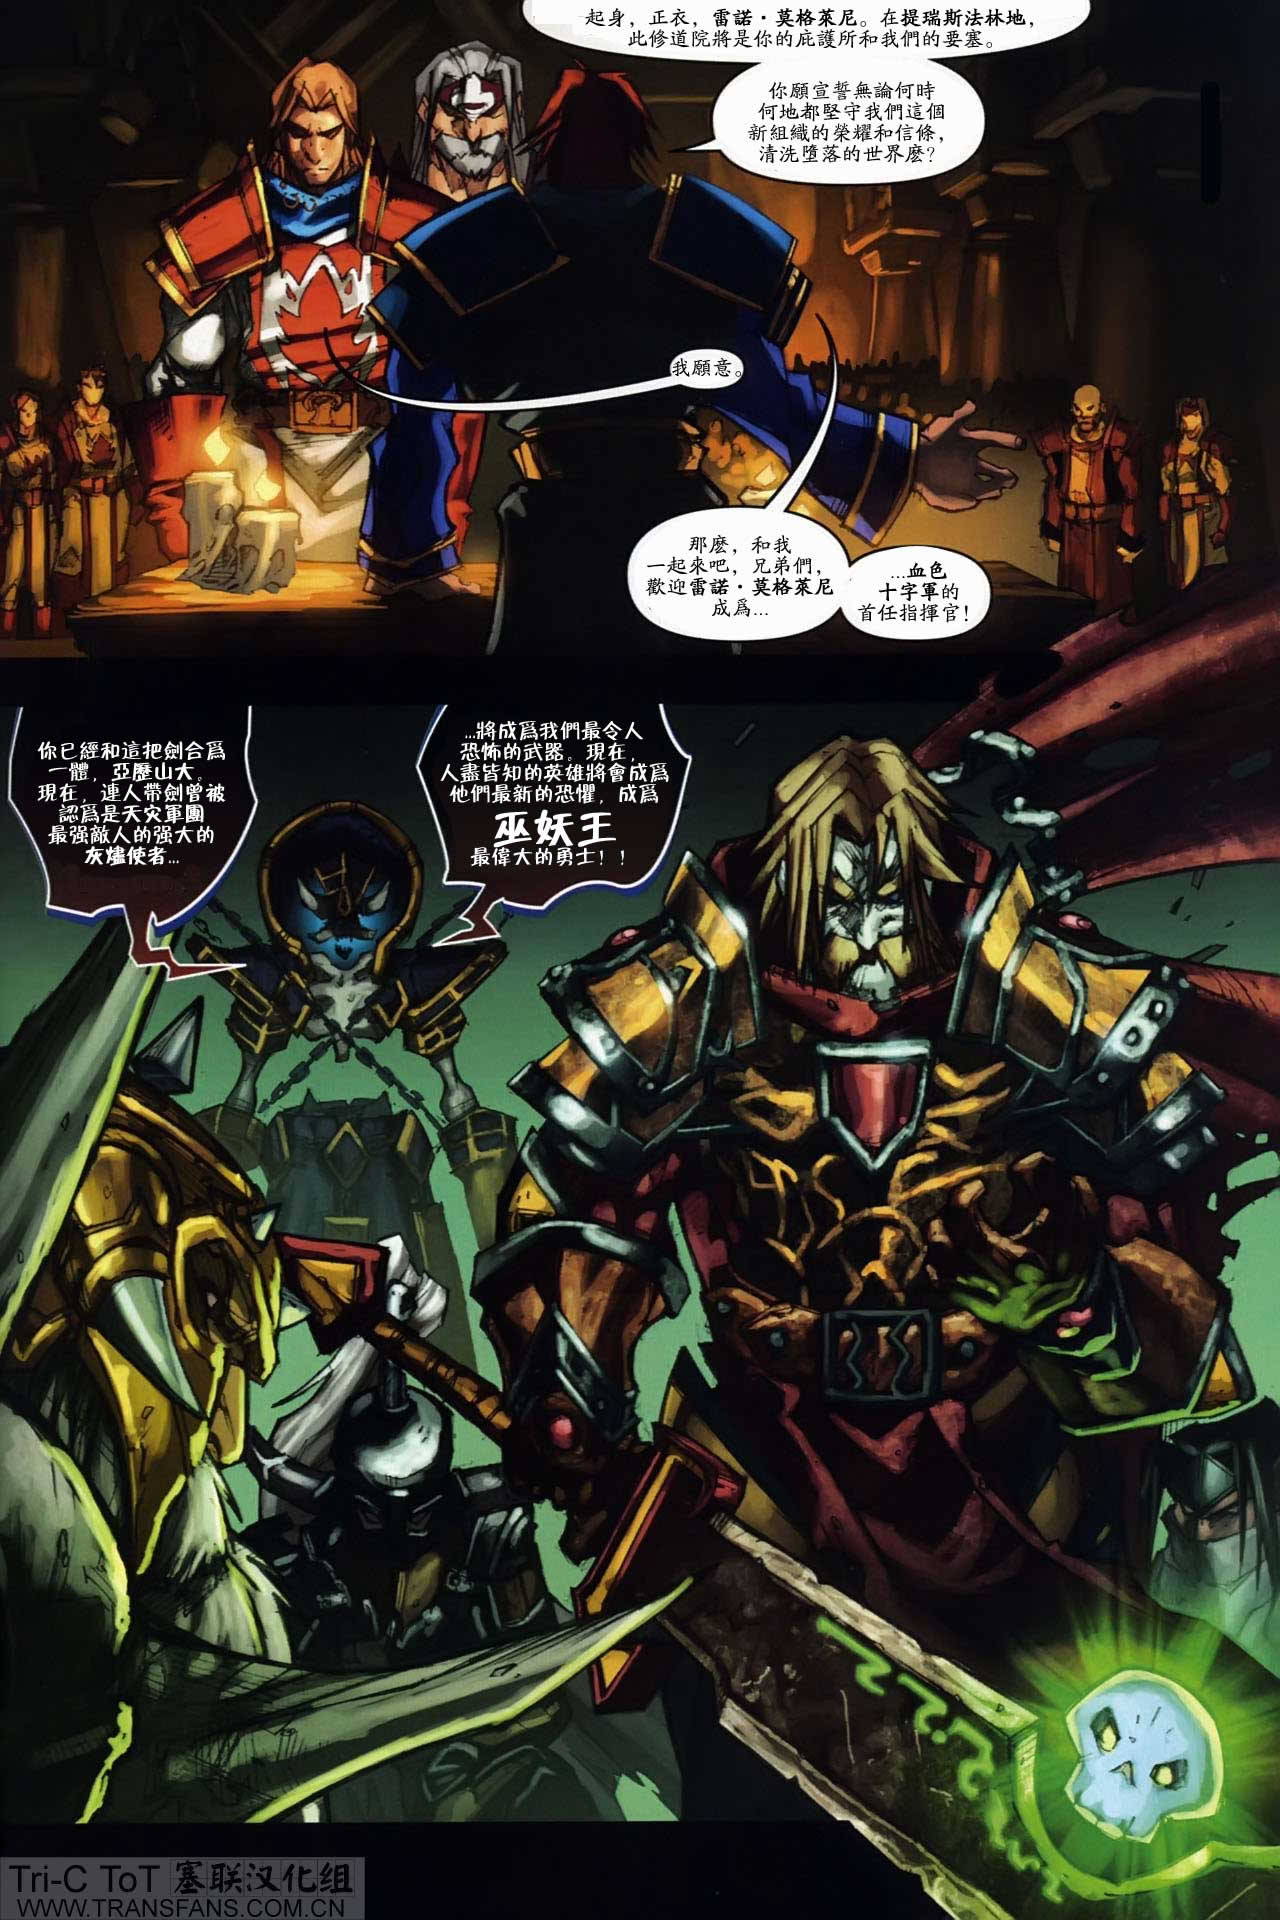 起身，正衣，雷諾·莫格萊尼。在提瑞斯法林地，
此修道院將是你的庇護所和我們的要塞。
你願宣誓無論何時
何地都堅守我們這個
新組織的榮耀和信條，
清洗墮落的世界麽？
我願意。
那麽，和我
一起來吧，兄弟們，
歡迎雷諾·莫格萊尼
成爲…
…血色
十字軍的
首任指揮官！
你已經和這把劍合爲
一體，亞歷山大。
現在，連人帶劍曾被
認爲是天灾軍團
最强敵人的强大的
灰燼使者…
…將成爲我們最令人
恐怖的武器。現在，
人盡皆知的英雄將會成爲
他們最新的恐懼，成爲
巫妖王
最偉大的勇士！！
Tri-C ToT 塞联汉化组
WWW.TRANSFANS.COM.CN